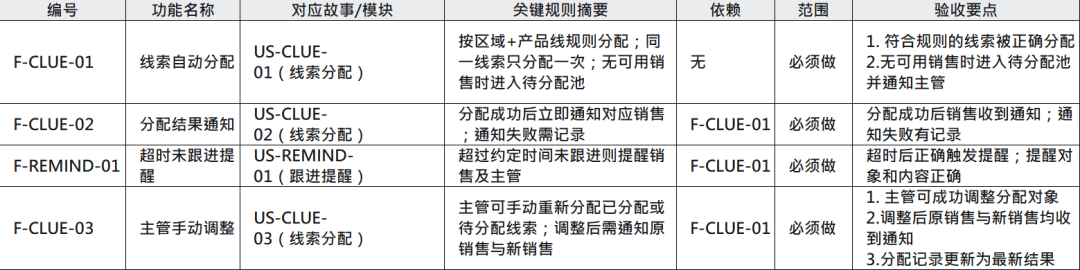 编号 功能名称 对应故事/模块 关键规则摘要 依赖 范围 验收要点
F-CLUE-01 线索自动分配 US-CLUE-
01（线索分配） 按区域+产品线规则分配；同
一线索只分配一次；无可用销
售时进入待分配池 无 必须做 1. 符合规则的线索被正确分配
2.无可用销售时进入待分配池
并通知主管
F-CLUE-02 分配结果通知 US-CLUE-
02（线索分配） 分配成功后立即通知对应销售
；通知失败需记录 F-CLUE-01 必须做 分配成功后销售收到通知；通
知失败有记录
F-REMIND-01 超时未跟进提
醒 US-REMIND-
01（跟进提醒） 超过约定时间未跟进则提醒销
售及主管 F-CLUE-01 必须做 超时后正确触发提醒；提醒对
象和内容正确
F-CLUE-03 主管手动调整 US-CLUE-
03（线索分配） 主管可手动重新分配已分配或
待分配线索；调整后需通知原
销售与新销售 F-CLUE-01 必须做 1. 主管可成功调整分配对象
2.调整后原销售与新销售均收
到通知
3.分配记录更新为最新结果